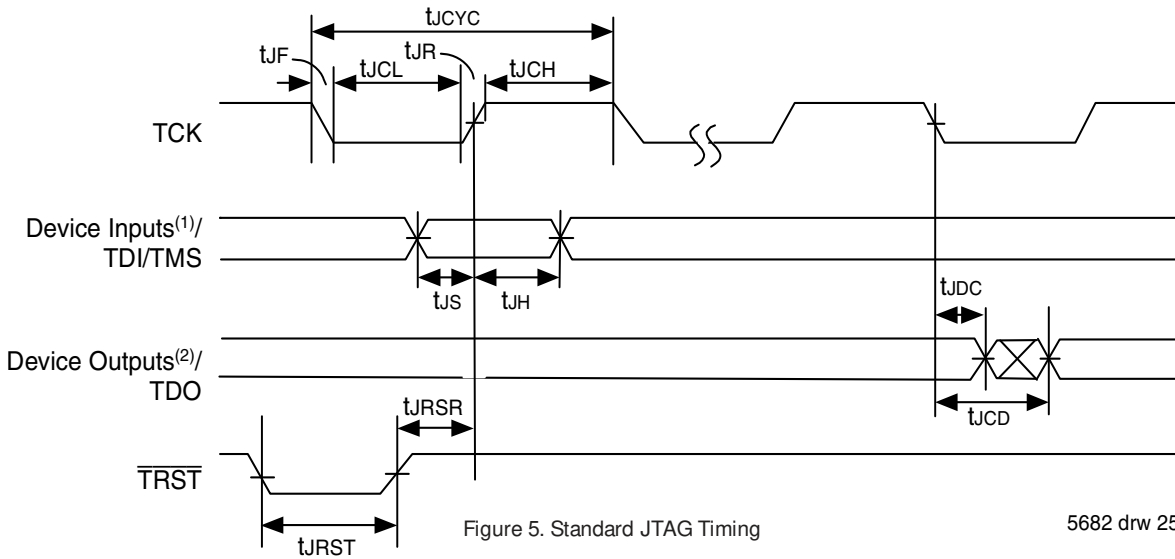 tJCYC
tJF
tJR
tJCL
tJCH
TCK
Device Inputs(1)/
TDI/TMS
tJS
tJH
tJDC
Device Outputs(2)/
TDO
tJRSR
tJCD
TRST
tJRST
Figure 5. Standard JTAG Timing
5682 drw 25